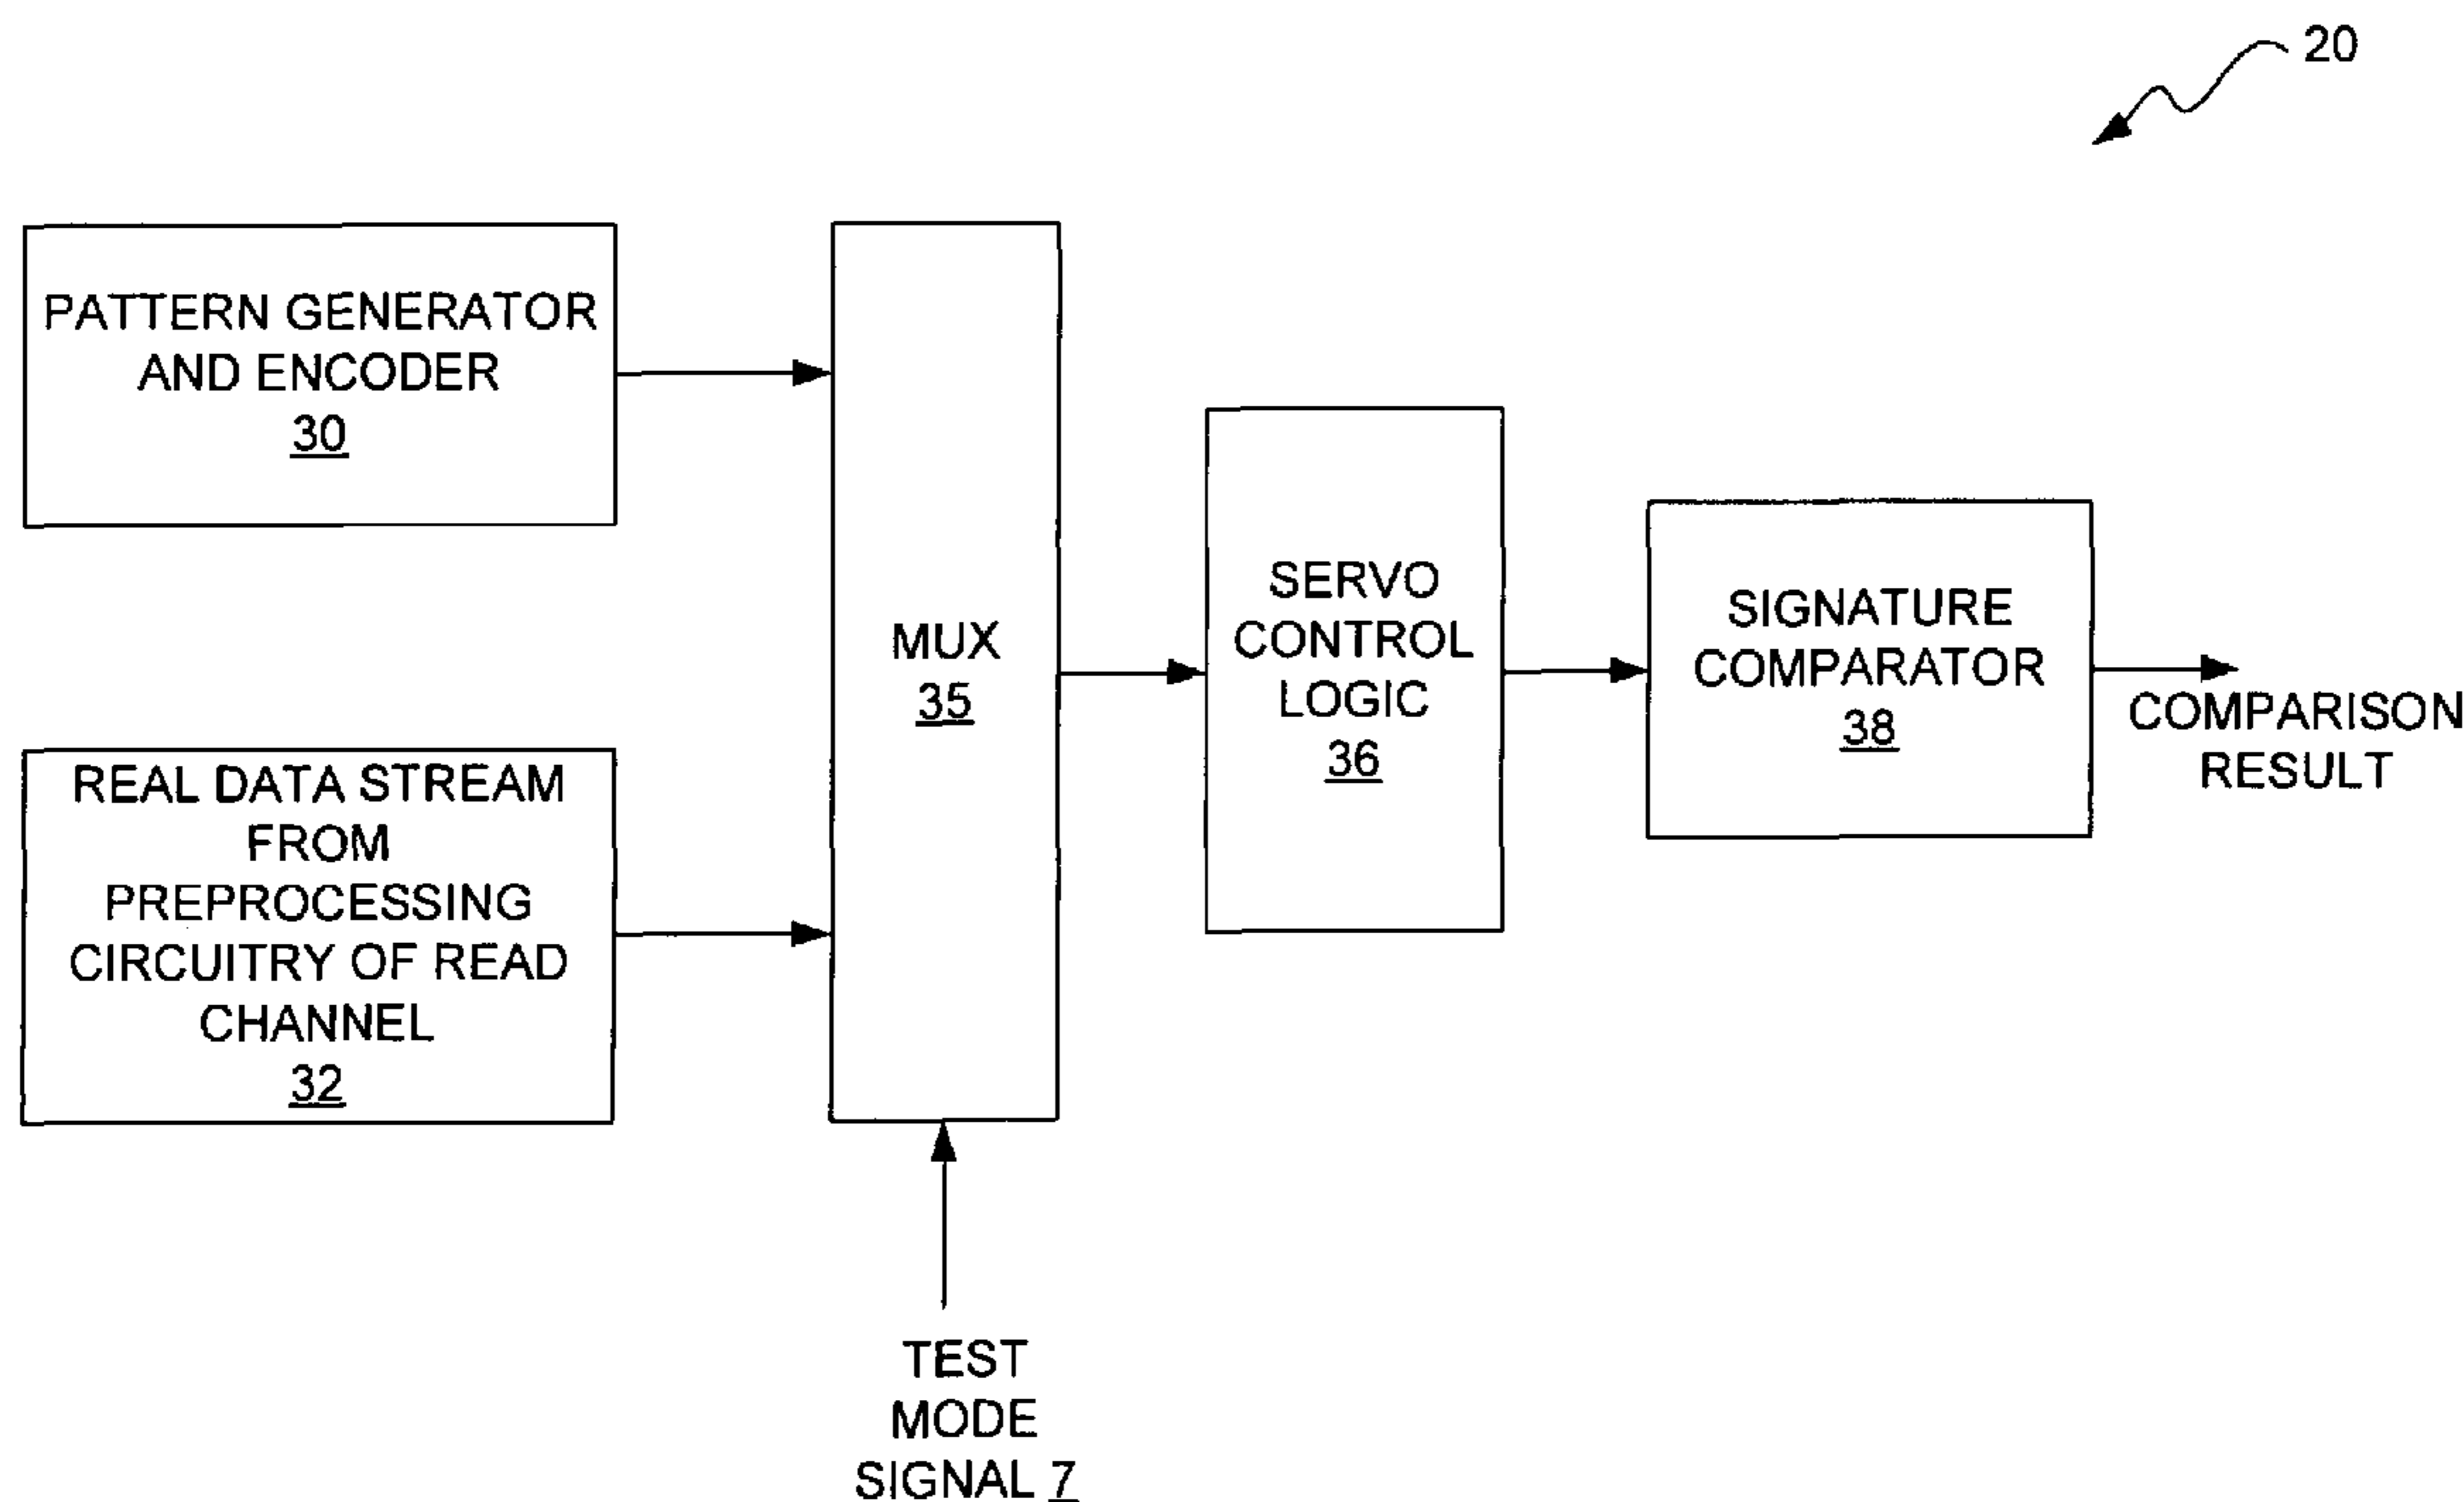 20
PATTERN GENERATOR
AND ENCODER
30
REAL DATA STREAM
FROM
PREPROCESSING
CIRCUITRY OF READ
CHANNEL
32
MUX
35
SERVO
CONTROL
LOGIC
36
SIGNATURE
COMPARATOR
38
COMPARISON
RESULT
TEST
MODE
SIGNAL 7